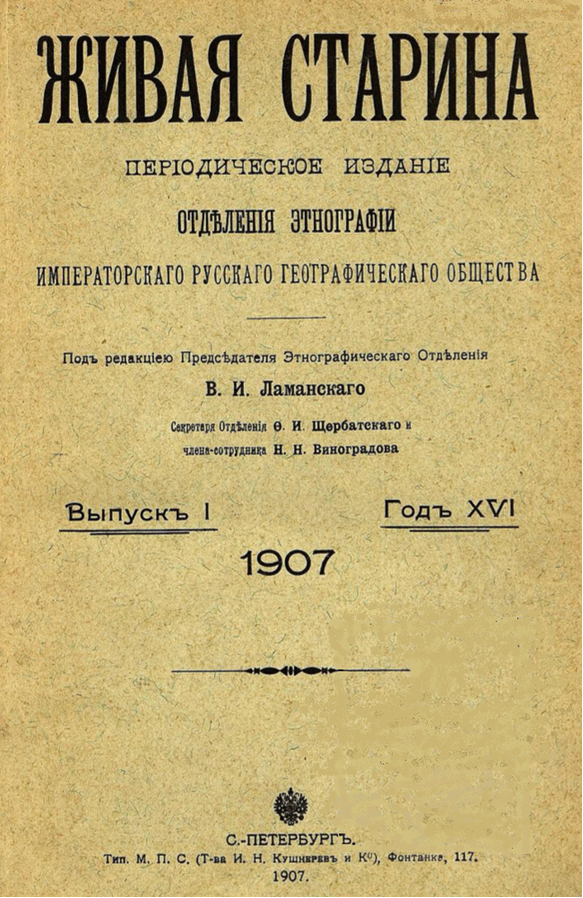 ЖИВАЯ СТАРИНА
ПЕРІОДИЧЕСКОЕ ИЗДАНІЕ
ОТДѢЛЕНІЯ ЭТНОГРАФІИ
ИМПЕРАТОРСКАГО РУССКАГО ГЕОГРАФИЧЕСКАГО ОБЩЕСТВА
Подъ редакціею Предсѣдателя Этнографическаго Отдѣленія
В. И. Ламанскаго
Секретаря Отдѣленія Ѳ. И. Щербатскаго и
члена-сотрудника Н. Н. Виноградова
Выпускъ I Годъ XVI
1907
С.-ПЕТЕРБУРГЪ.
Тип. М. П. С. (Т-ва И. Н. Кушнеревъ и Кº), Фонтанка, 117.
1907.